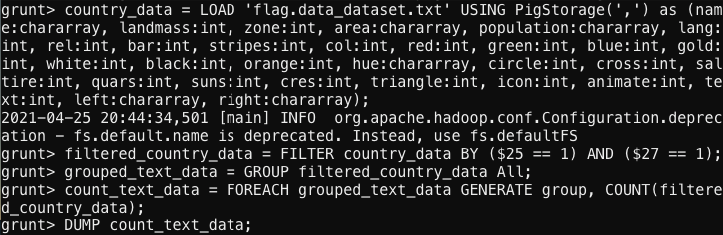 grunt> country_data = LOAD 'flag.data_dataset.txt' USING PigStorage(',') as (nam
e:chararray, landmass:int, zone:int, area:chararray, population:chararray, lang:
int, rel:int, bar:int, stripes:int, col:int, red:int, green:int, blue:int, gold:
int, white:int, black:int, orange:int, hue:chararray, circle:int, cross:int, sal
tire:int, quars:int, suns:int, cres:int, triangle:int, icon:int, animate:int, te
xt:int, left:chararray, right:chararray);
2021-04-25 20:44:34,501 [main] INFO  org.apache.hadoop.conf.Configuration.deprec
ation - fs.default.name is deprecated. Instead, use fs.defaultFS
grunt> filtered_country_data = FILTER country_data BY ($25 == 1) AND ($27 == 1);
grunt> grouped_text_data = GROUP filtered_country_data All;
grunt> count_text_data = FOREACH grouped_text_data GENERATE group, COUNT(filtere
d_country_data);
grunt> DUMP count_text_data;